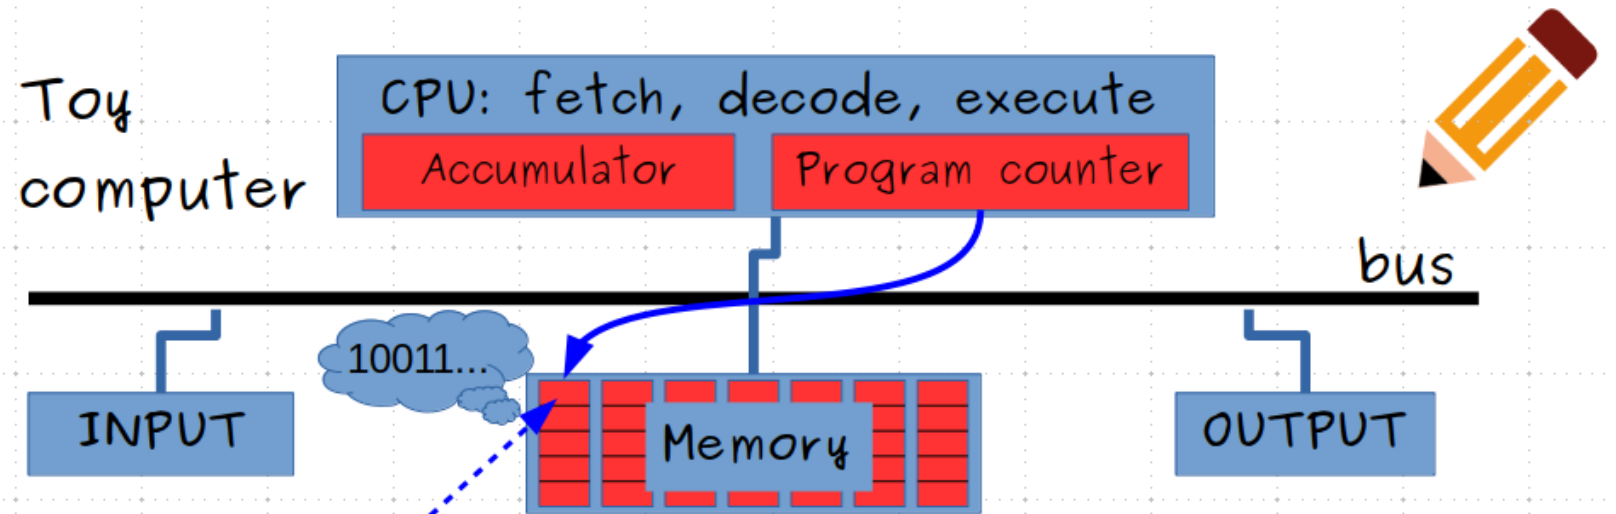 Toy
computer
CPU: fetch, decode, execute
Accumulator
Program counter
bus
10011...
INPUT
Memory
OUTPUT